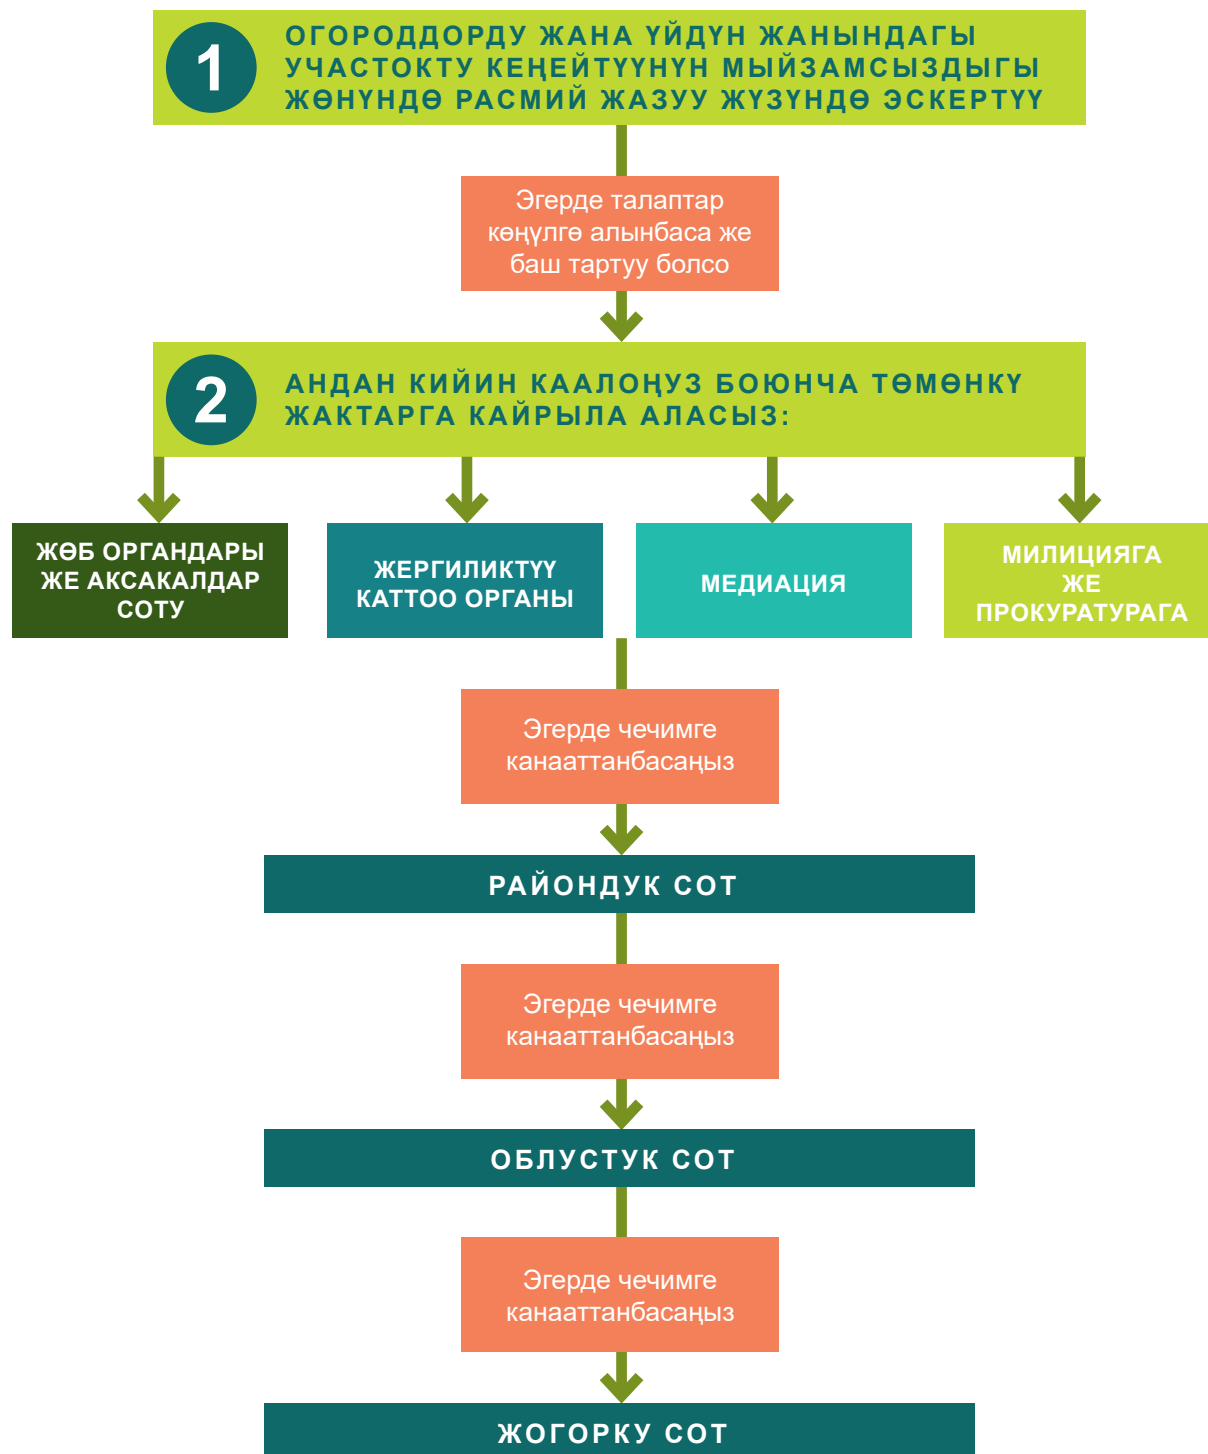 1
ОГОРОДДОРДУ ЖАНА ҮЙДҮН ЖАНЫНДАГЫ
УЧАСТОКТУ КЕҢЕЙТҮҮНҮН МЫЙЗАМСЫЗДЫГЫ
ЖӨНҮНДӨ РАСМИЙ ЖАЗУУ ЖҮЗҮНДӨ ЭСКЕРТҮҮ
Эгерде талаптар
көңүлгө алынбаса же
баш тартуу болсо
2
АНДАН КИЙИН КААЛОҢУЗ БОЮНЧА ТӨМӨНКҮ
ЖАКТАРГА КАЙРЫЛА АЛАСЫЗ:
ЖӨБ ОРГАНДАРЫ
ЖЕ АКСАКАЛДАР
СОТУ
ЖЕРГИЛИКТҮҮ
КАТТОО ОРГАНЫ
МЕДИАЦИЯ
МИЛИЦИЯГА
ЖЕ
ПРОКУРАТУРАГА
Эгерде чечимге
канааттанбасаңыз
РАЙОНДУК СОТ
Эгерде чечимге
канааттанбасаңыз
ОБЛУСТУК СОТ
Эгерде чечимге
канааттанбасаңыз
ЖОГОРКУ СОТ